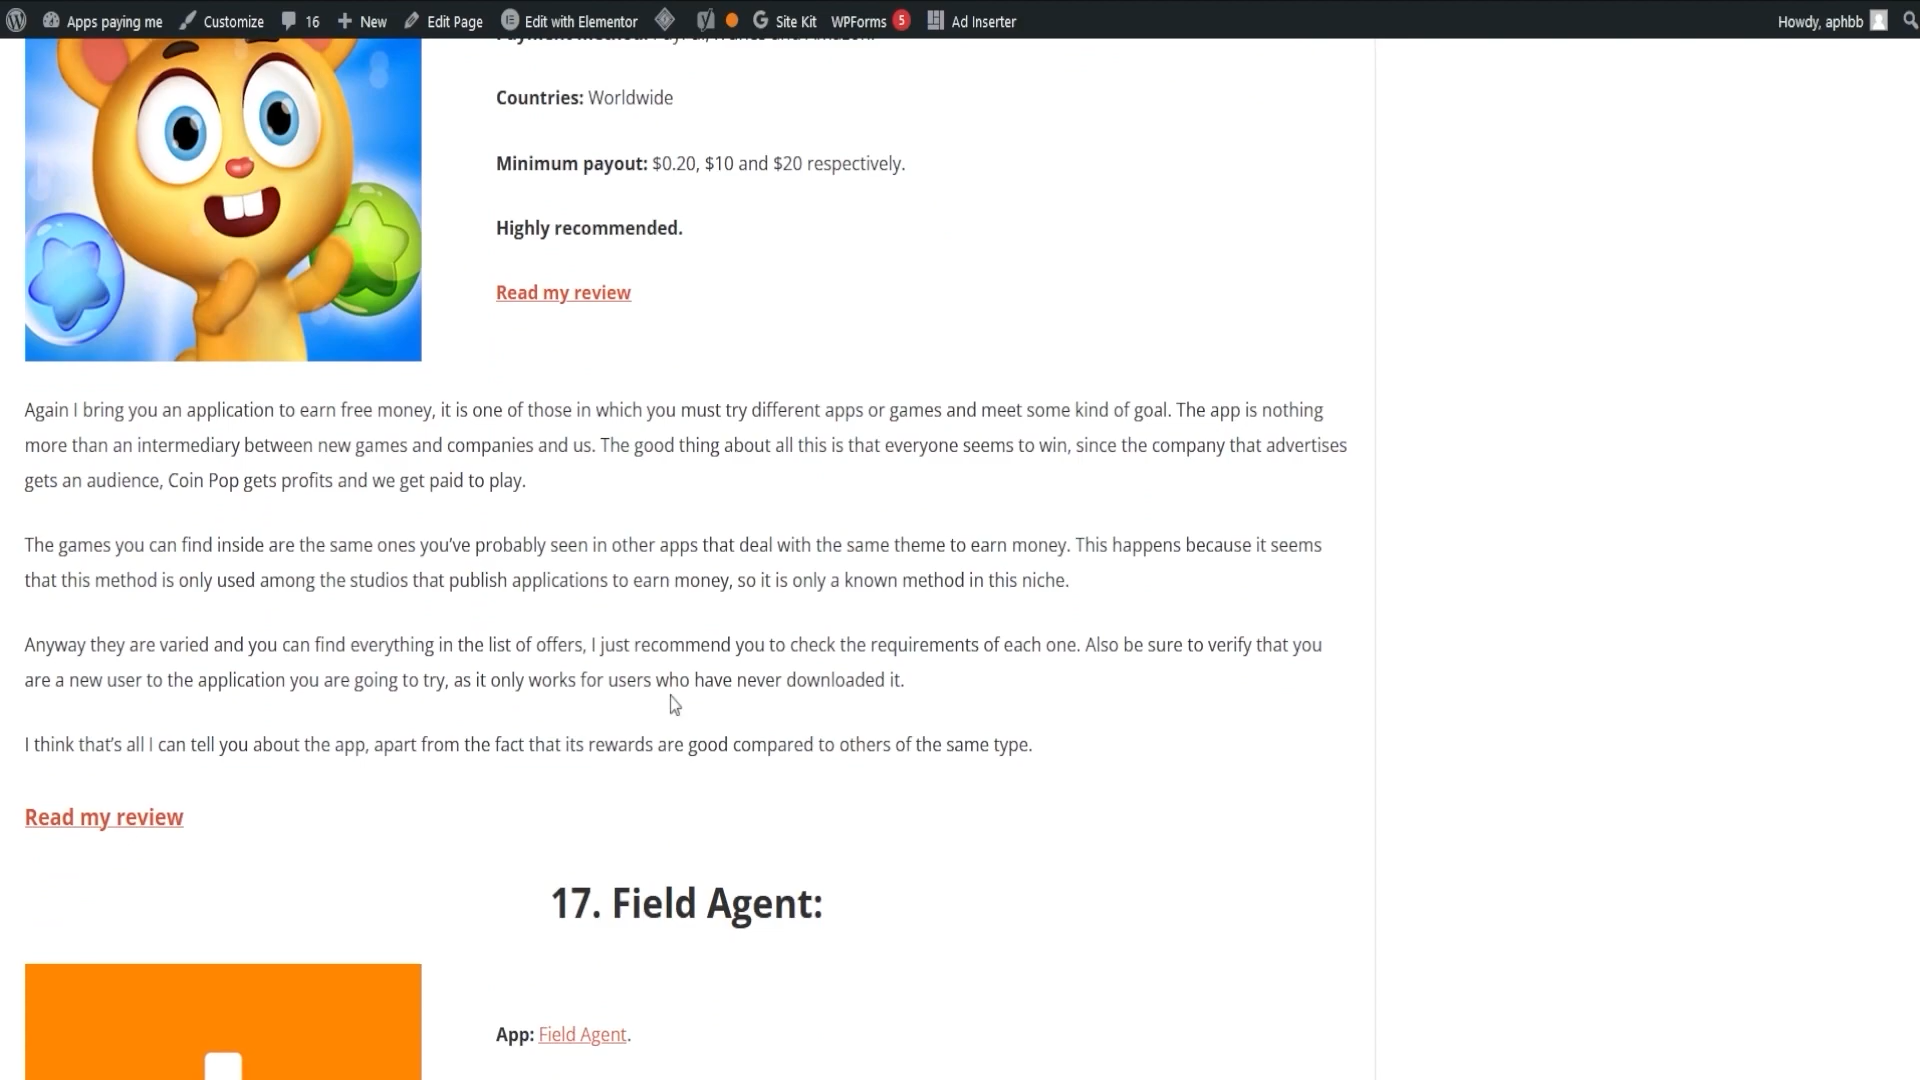 Apps paying me Customize 16 New Edit Page Edit with Elementor Site Kit WPForms 5 Ad Inserter Howdy, aphbb
Countries: Worldwide
Minimum payout: $0.20, $10 and $20 respectively.
Highly recommended.
Read my review
Again I bring you an application to earn free money, it is one of those in which you must try different apps or games and meet some kind of goal. The app is nothing
more than an intermediary between new games and companies and us. The good thing about all this is that everyone seems to win, since the company that advertises
gets an audience, Coin Pop gets profits and we get paid to play.
The games you can find inside are the same ones you’ve probably seen in other apps that deal with the same theme to earn money. This happens because it seems
that this method is only used among the studios that publish applications to earn money, so it is only a known method in this niche.
Anyway they are varied and you can find everything in the list of offers, I just recommend you to check the requirements of each one. Also be sure to verify that you
are a new user to the application you are going to try, as it only works for users who have never downloaded it.
I think that’s all I can tell you about the app, apart from the fact that its rewards are good compared to others of the same type.
Read my review
17. Field Agent:
App: Field Agent.